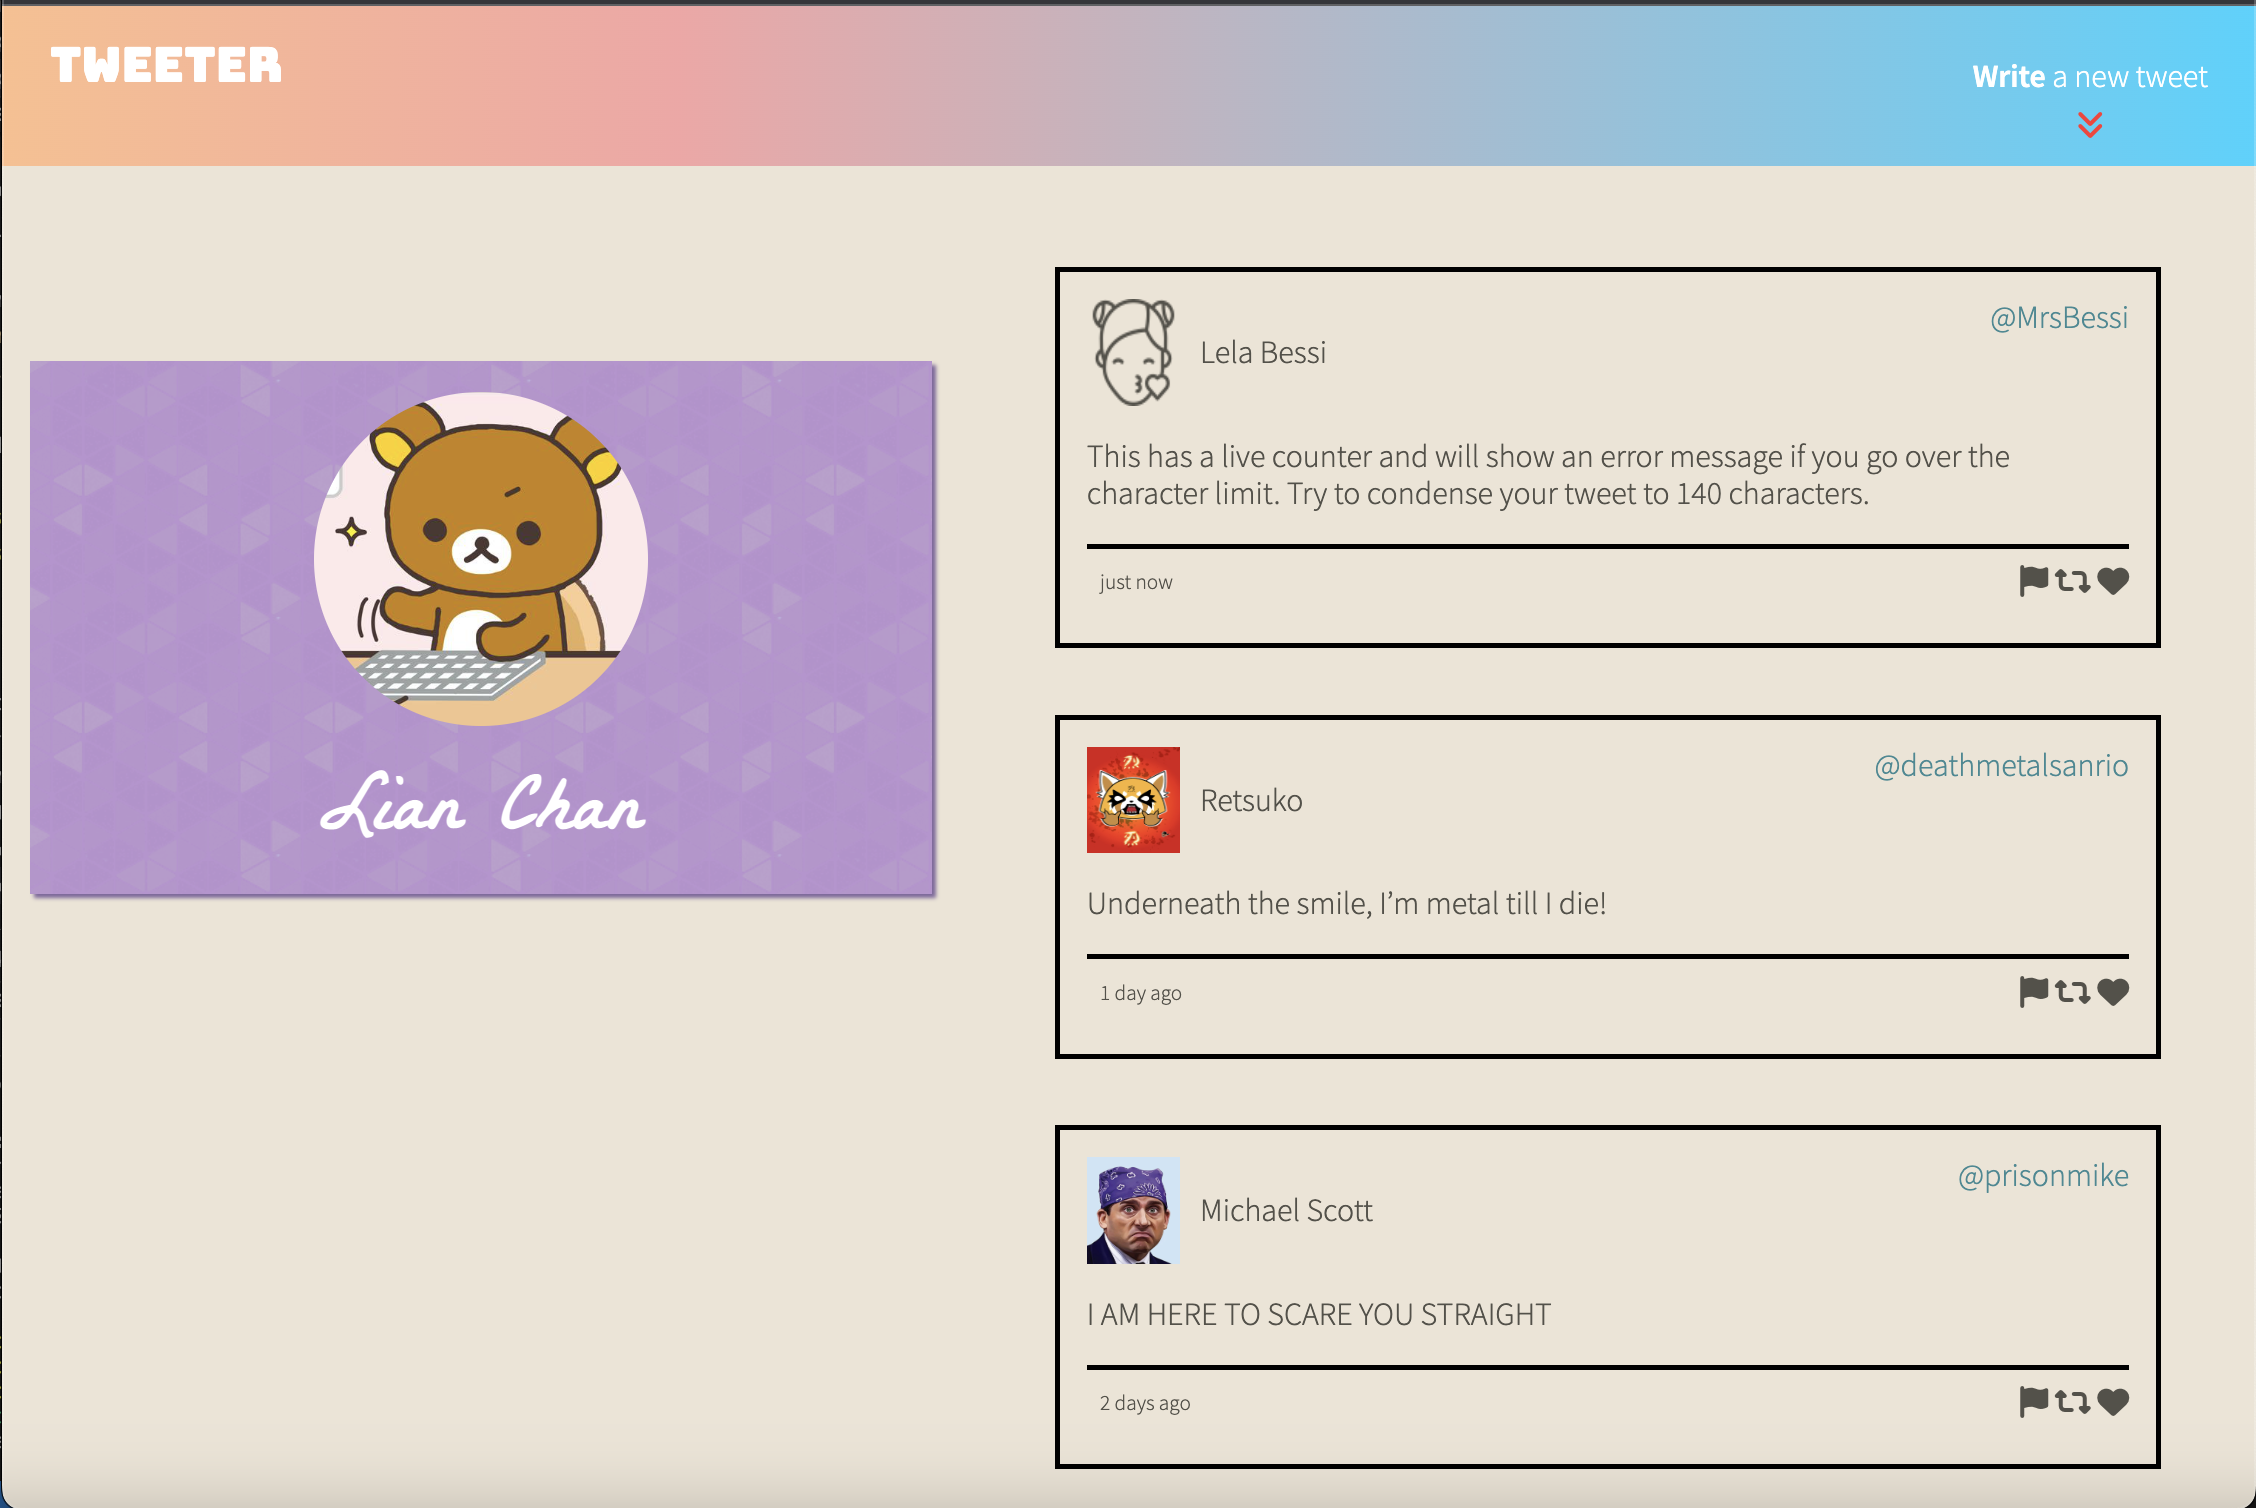 TWEETER
Write a new tweet
Lian Chan
Lela Bessi
@MrsBessi
This has a live counter and will show an error message if you go over the
character limit. Try to condense your tweet to 140 characters.
just now
Retsuko
@deathmetalsanrio
Underneath the smile, I’m metal till I die!
1 day ago
Michael Scott
@prisonmike
I AM HERE TO SCARE YOU STRAIGHT
2 days ago